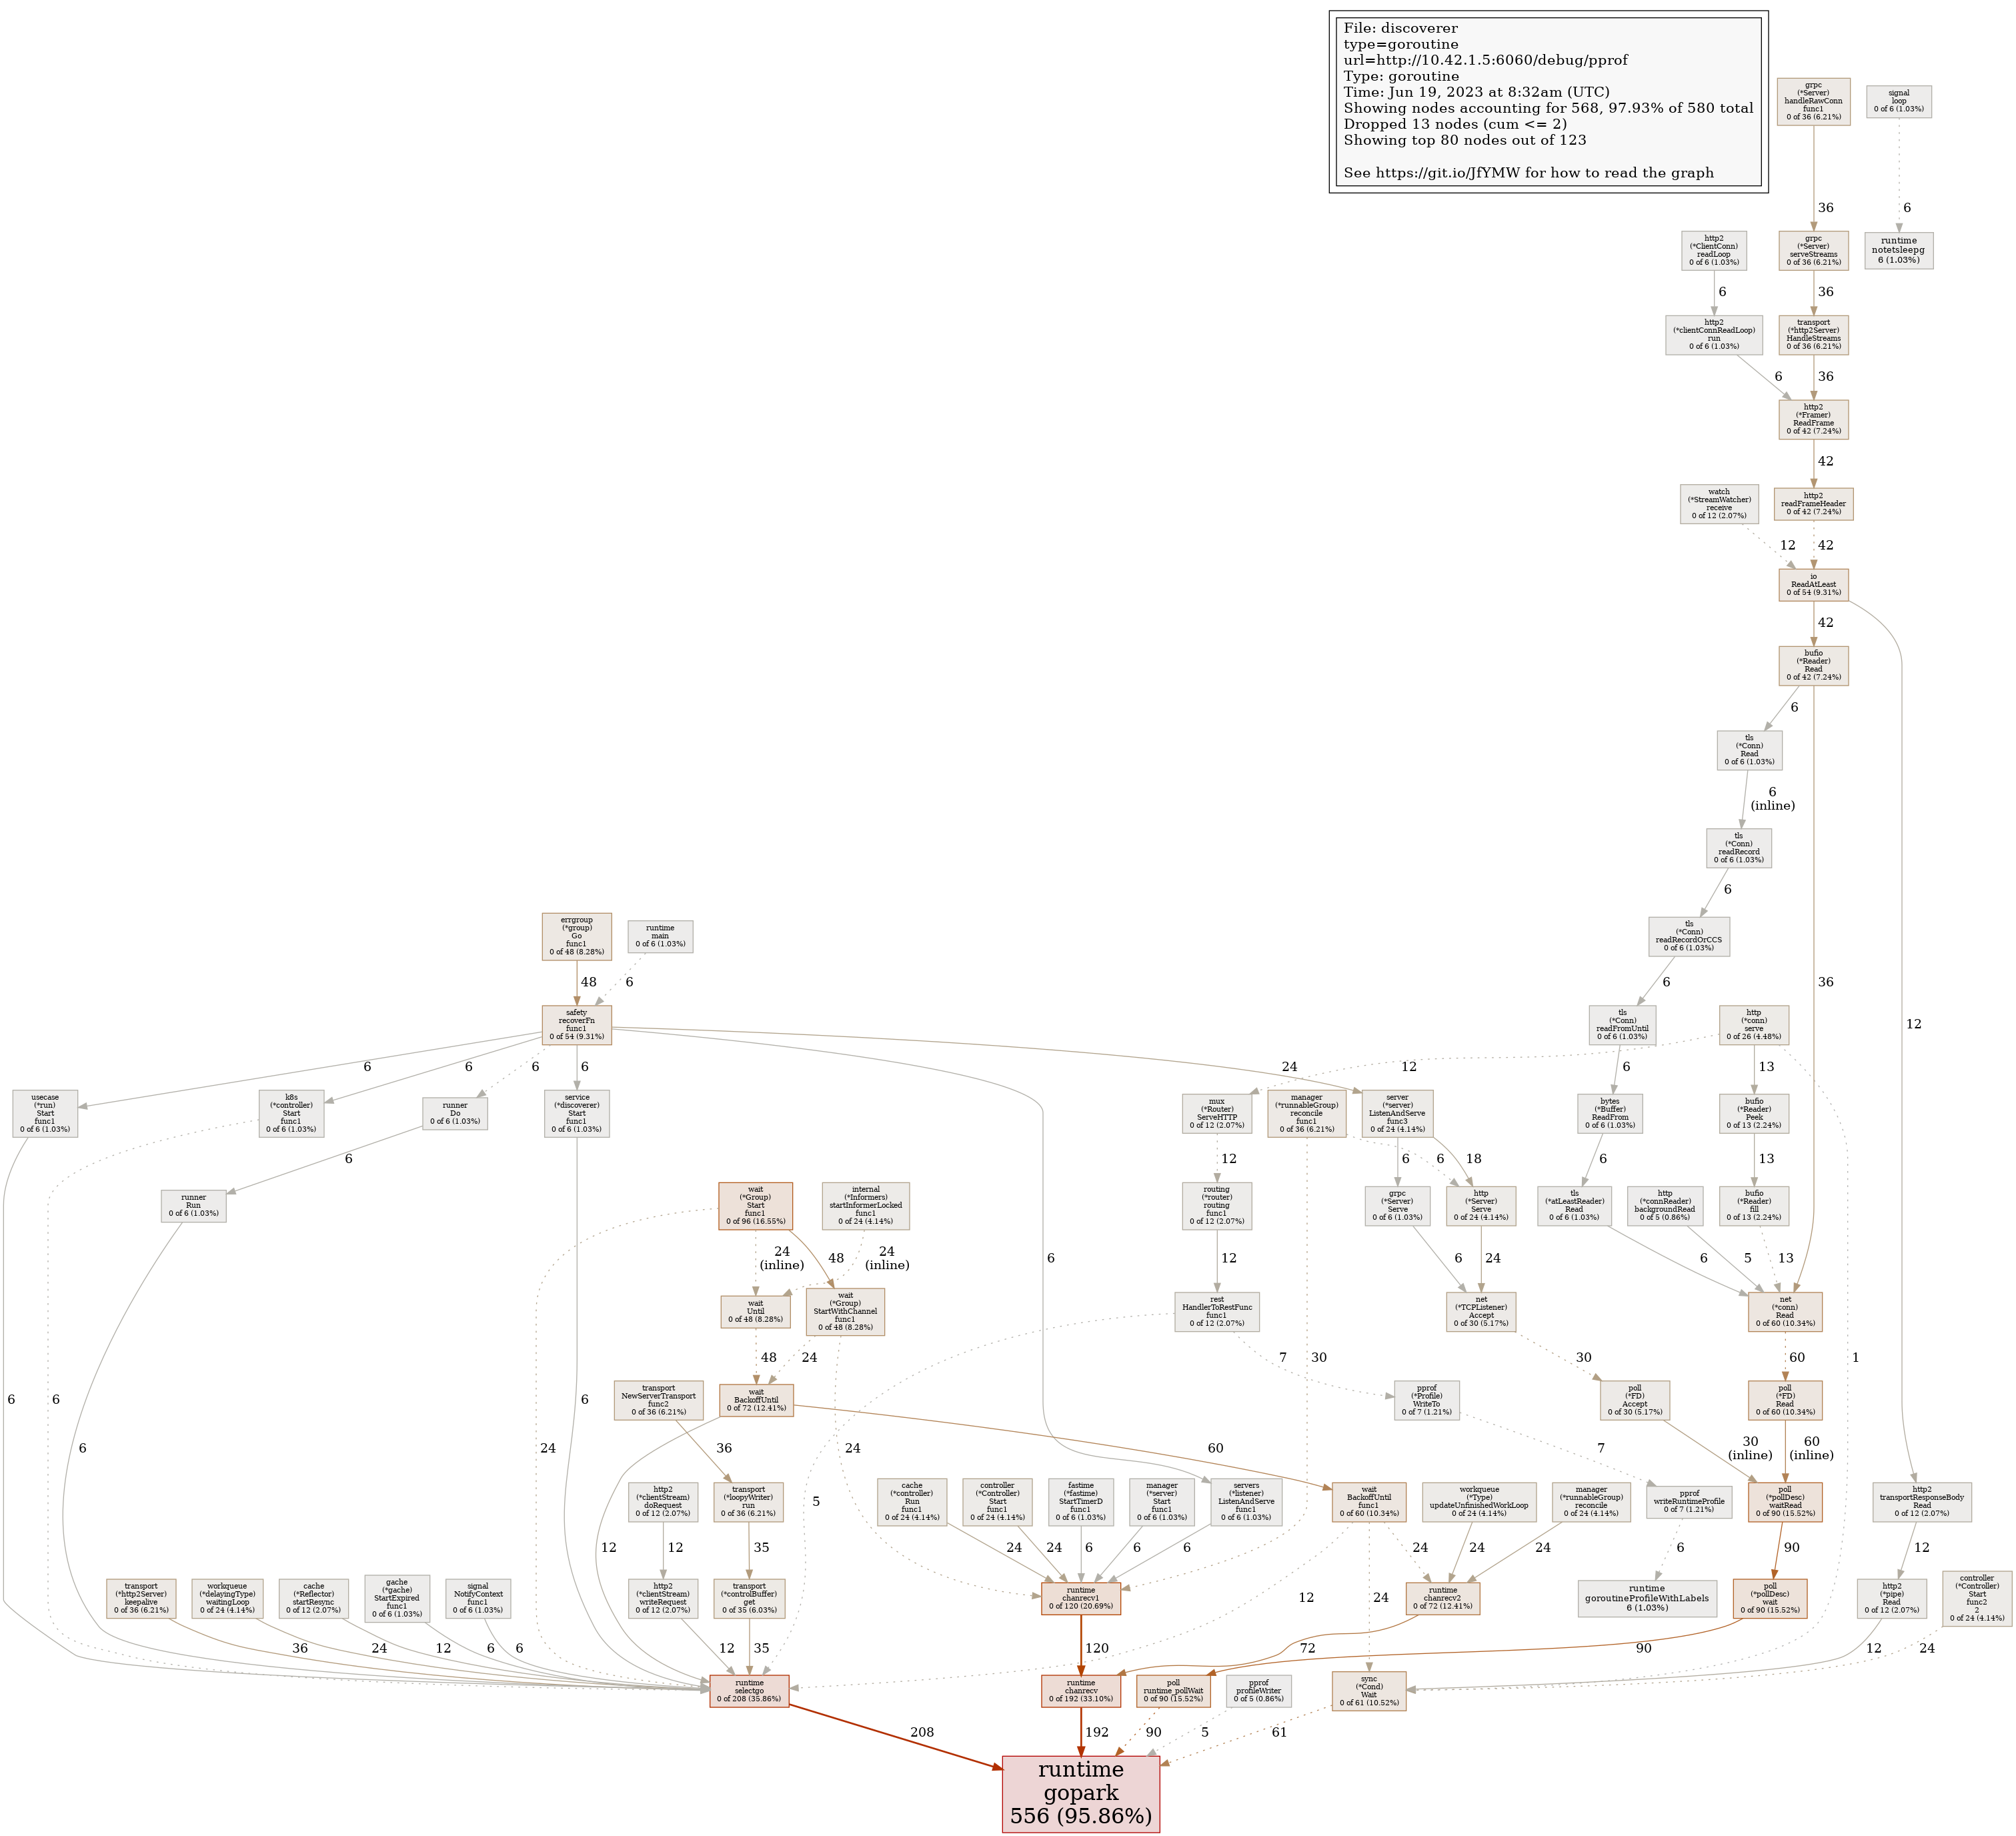 File: discoverer
type=goroutine
url=http://10.42.1.5:6060/debug/pprof
Type: goroutine
Time: Jun 19, 2023 at 8:32am (UTC)
Showing nodes accounting for 568, 97.93% of 580 total
Dropped 13 nodes (cum <= 2)
Showing top 80 nodes out of 123
See https://git.io/JfYMW for how to read the graph
grpc
(*Server)
handleRawConn
func1
0 of 36 (6.21%)
signal
loop
0 of 6 (1.03%)
36
6
http2
(*ClientConn)
readLoop
0 of 6 (1.03%)
grpc
(*Server)
serveStreams
0 of 36 (6.21%)
runtime
notetsleepg
6 (1.03%)
6
36
http2
(*clientConnReadLoop)
run
0 of 6 (1.03%)
transport
(*http2Server)
HandleStreams
0 of 36 (6.21%)
6
36
http2
(*Framer)
ReadFrame
0 of 42 (7.24%)
42
watch
(*StreamWatcher)
receive
0 of 12 (2.07%)
http2
readFrameHeader
0 of 42 (7.24%)
12
42
io
ReadAtLeast
0 of 54 (9.31%)
42
12
bufio
(*Reader)
Read
0 of 42 (7.24%)
6
36
tls
(*Conn)
Read
0 of 6 (1.03%)
6
(inline)
tls
(*Conn)
readRecord
0 of 6 (1.03%)
6
errgroup
(*group)
Go
func1
0 of 48 (8.28%)
runtime
main
0 of 6 (1.03%)
tls
(*Conn)
readRecordOrCCS
0 of 6 (1.03%)
48
6
6
safety
recoverFn
func1
0 of 54 (9.31%)
tls
(*Conn)
readFromUntil
0 of 6 (1.03%)
http
(*conn)
serve
0 of 26 (4.48%)
6
6
6
6
6
24
12
6
13
1
usecase
(*run)
Start
func1
0 of 6 (1.03%)
k8s
(*controller)
Start
func1
0 of 6 (1.03%)
runner
Do
0 of 6 (1.03%)
service
(*discoverer)
Start
func1
0 of 6 (1.03%)
mux
(*Router)
ServeHTTP
0 of 12 (2.07%)
manager
(*runnableGroup)
reconcile
func1
0 of 36 (6.21%)
server
(*server)
ListenAndServe
func3
0 of 24 (4.14%)
bytes
(*Buffer)
ReadFrom
0 of 6 (1.03%)
bufio
(*Reader)
Peek
0 of 13 (2.24%)
6
6
6
6
12
30
6
6
18
6
13
runner
Run
0 of 6 (1.03%)
wait
(*Group)
Start
func1
0 of 96 (16.55%)
internal
(*Informers)
startInformerLocked
func1
0 of 24 (4.14%)
routing
(*router)
routing
func1
0 of 12 (2.07%)
grpc
(*Server)
Serve
0 of 6 (1.03%)
http
(*Server)
Serve
0 of 24 (4.14%)
tls
(*atLeastReader)
Read
0 of 6 (1.03%)
http
(*connReader)
backgroundRead
0 of 5 (0.86%)
bufio
(*Reader)
fill
0 of 13 (2.24%)
6
24
24
(inline)
48
24
(inline)
12
6
24
6
5
13
wait
Until
0 of 48 (8.28%)
wait
(*Group)
StartWithChannel
func1
0 of 48 (8.28%)
rest
HandlerToRestFunc
func1
0 of 12 (2.07%)
net
(*TCPListener)
Accept
0 of 30 (5.17%)
net
(*conn)
Read
0 of 60 (10.34%)
48
24
24
5
7
30
60
transport
NewServerTransport
func2
0 of 36 (6.21%)
wait
BackoffUntil
0 of 72 (12.41%)
pprof
(*Profile)
WriteTo
0 of 7 (1.21%)
poll
(*FD)
Accept
0 of 30 (5.17%)
poll
(*FD)
Read
0 of 60 (10.34%)
36
12
60
7
30
(inline)
60
(inline)
http2
(*clientStream)
doRequest
0 of 12 (2.07%)
transport
(*loopyWriter)
run
0 of 36 (6.21%)
cache
(*controller)
Run
func1
0 of 24 (4.14%)
controller
(*Controller)
Start
func1
0 of 24 (4.14%)
fastime
(*fastime)
StartTimerD
func1
0 of 6 (1.03%)
manager
(*server)
Start
func1
0 of 6 (1.03%)
servers
(*listener)
ListenAndServe
func1
0 of 6 (1.03%)
wait
BackoffUntil
func1
0 of 60 (10.34%)
workqueue
(*Type)
updateUnfinishedWorkLoop
0 of 24 (4.14%)
manager
(*runnableGroup)
reconcile
0 of 24 (4.14%)
pprof
writeRuntimeProfile
0 of 7 (1.21%)
poll
(*pollDesc)
waitRead
0 of 90 (15.52%)
http2
transportResponseBody
Read
0 of 12 (2.07%)
12
35
24
24
6
6
6
12
24
24
24
24
6
90
12
transport
(*http2Server)
keepalive
0 of 36 (6.21%)
workqueue
(*delayingType)
waitingLoop
0 of 24 (4.14%)
cache
(*Reflector)
startResync
0 of 12 (2.07%)
gache
(*gache)
StartExpired
func1
0 of 6 (1.03%)
signal
NotifyContext
func1
0 of 6 (1.03%)
http2
(*clientStream)
writeRequest
0 of 12 (2.07%)
transport
(*controlBuffer)
get
0 of 35 (6.03%)
runtime
chanrecv1
0 of 120 (20.69%)
runtime
chanrecv2
0 of 72 (12.41%)
runtime
goroutineProfileWithLabels
6 (1.03%)
poll
(*pollDesc)
wait
0 of 90 (15.52%)
http2
(*pipe)
Read
0 of 12 (2.07%)
controller
(*Controller)
Start
func2
2
0 of 24 (4.14%)
36
24
12
6
6
12
35
120
72
90
12
24
runtime
selectgo
0 of 208 (35.86%)
runtime
chanrecv
0 of 192 (33.10%)
poll
runtime_pollWait
0 of 90 (15.52%)
pprof
profileWriter
0 of 5 (0.86%)
sync
(*Cond)
Wait
0 of 61 (10.52%)
208
192
90
5
61
runtime
gopark
556 (95.86%)